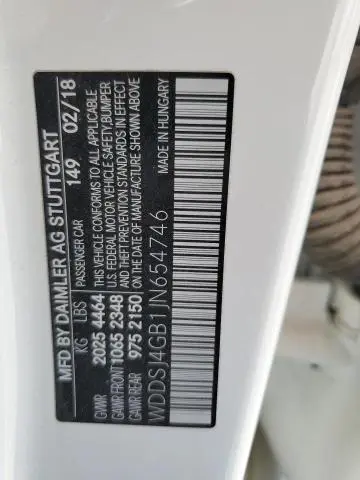 MFD BY DAIMLER AG STUTTGART
KG LBS PASSENGER CAR 149 02/18
GVWR 2025 4464 THIS VEHICLE CONFORMS TO ALL APPLICABLE
GAWR FRONT 1065 2348 U.S. FEDERAL MOTOR VEHICLE SAFETY,BUMPER
GAWR REAR 975 2150 AND THEFT PREVENTION STANDARDS IN EFFECT
ON THE DATE OF MANUFACTURE SHOWN ABOVE
WDDSJ4GB1JN654746 MADE IN HUNGARY